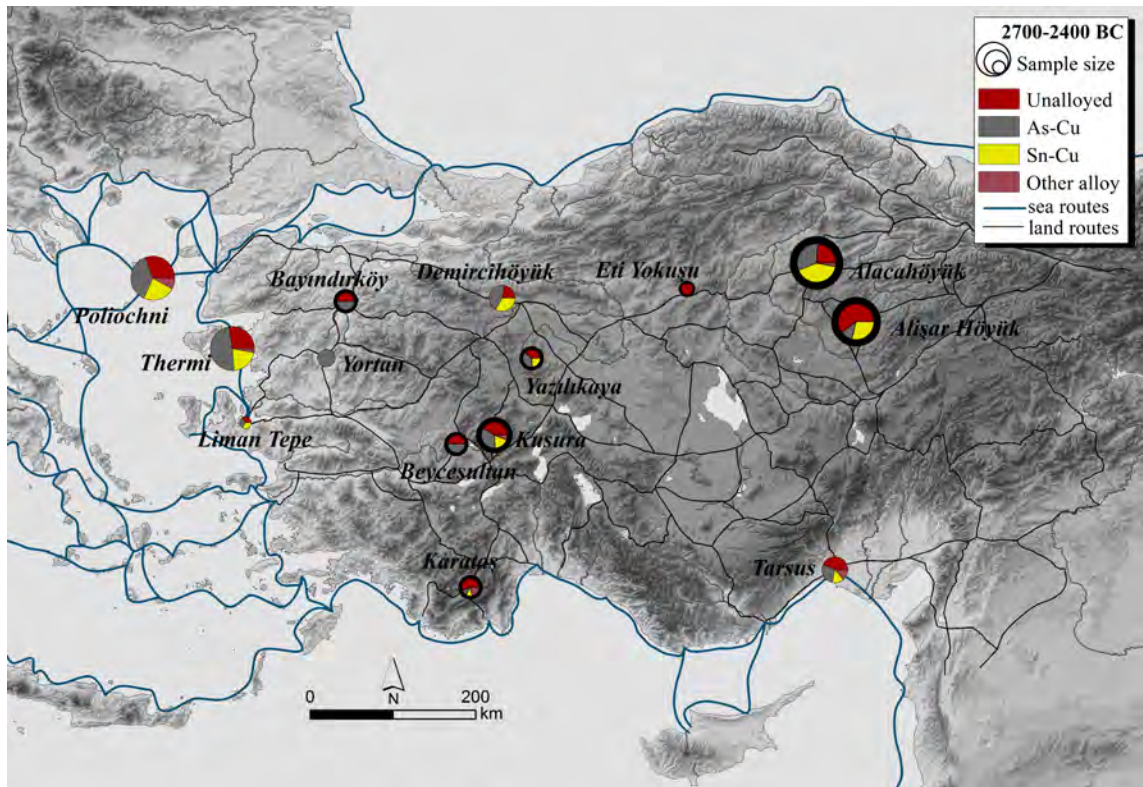 2700-2400 BC
Sample size
Unalloyed
As-Cu
Sn-Cu
Other alloy
sea routes
land routes
Alacahöyük
Eti Yokuşu
Demircihöyük
Bayındırköy
Poliochni
Alişar Höyük
Thermi
Yortan
Yazılıkaya
Liman Tepe
Kusura
Beycesultan
Karataş
Tarsus
N
0
200
km